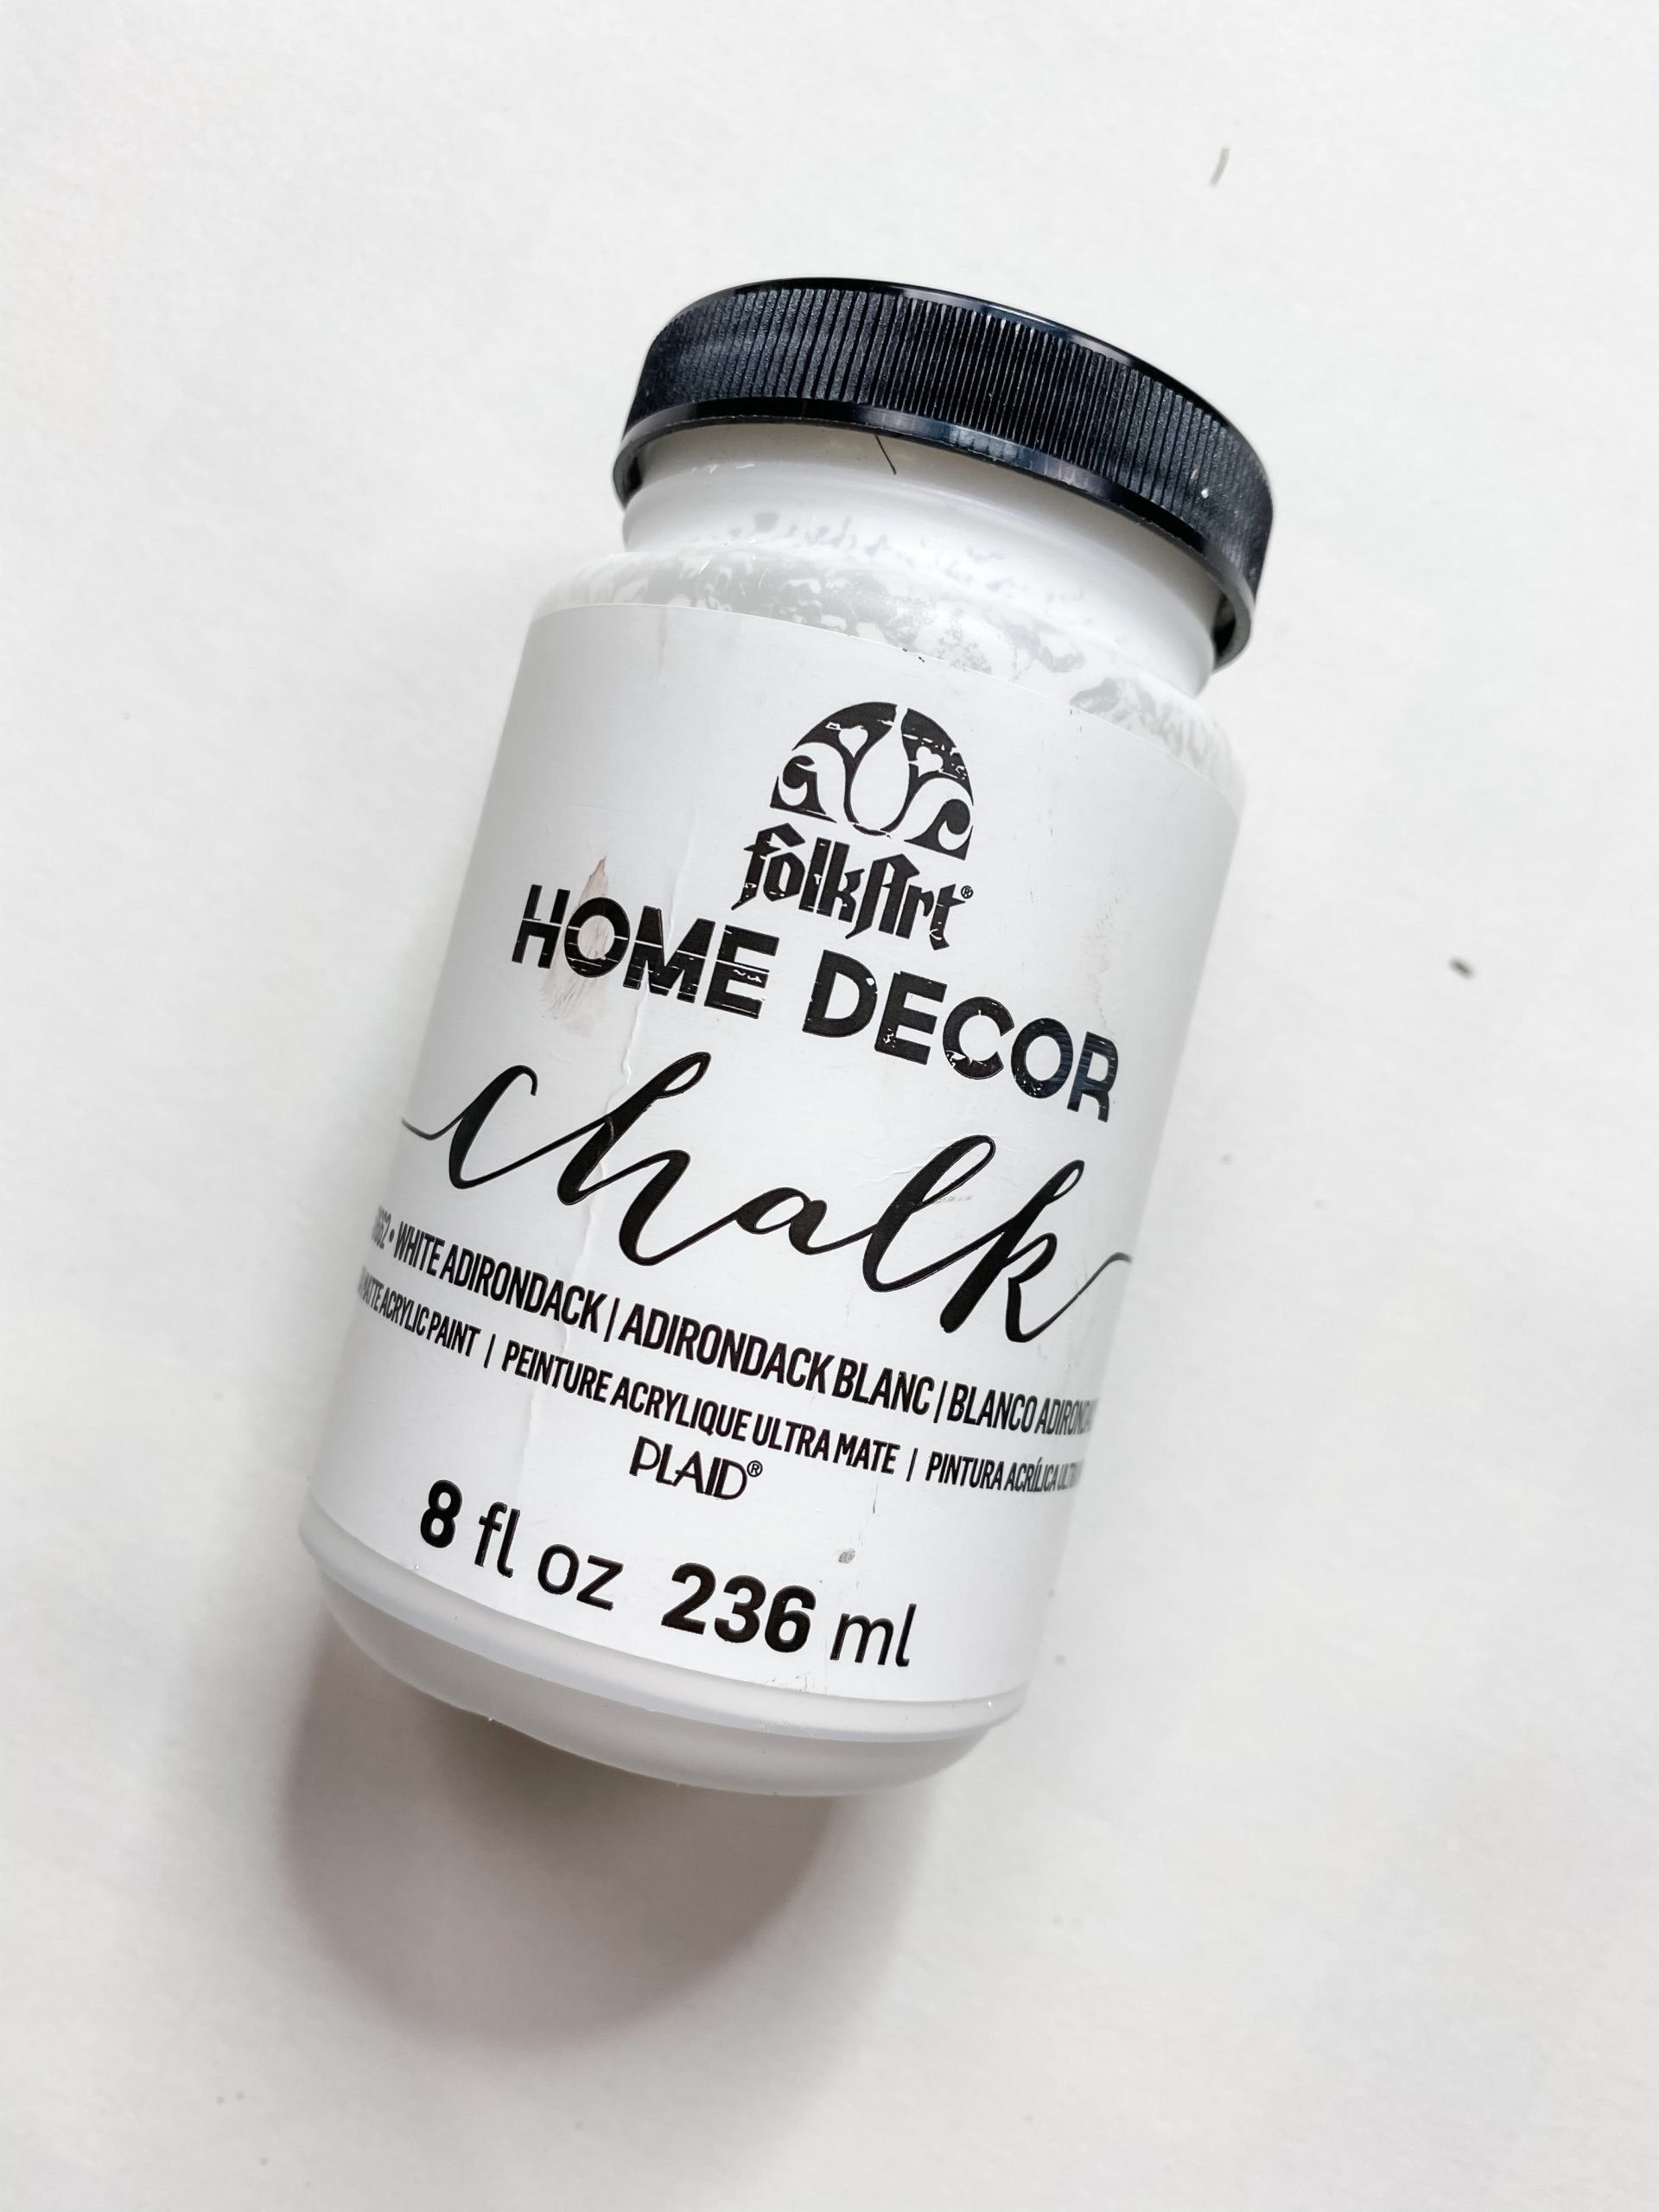 folkArt®
HOME DECOR
chalk
• WHITE ADIRONDACK | ADIRONDACK BLANC | BLANCO
MATTE ACRYLIC PAINT | PEINTURE ACRYLIQUE ULTRA MATE | PINTURA ACRÍLICA
PLAID®
8 fl oz 236 ml